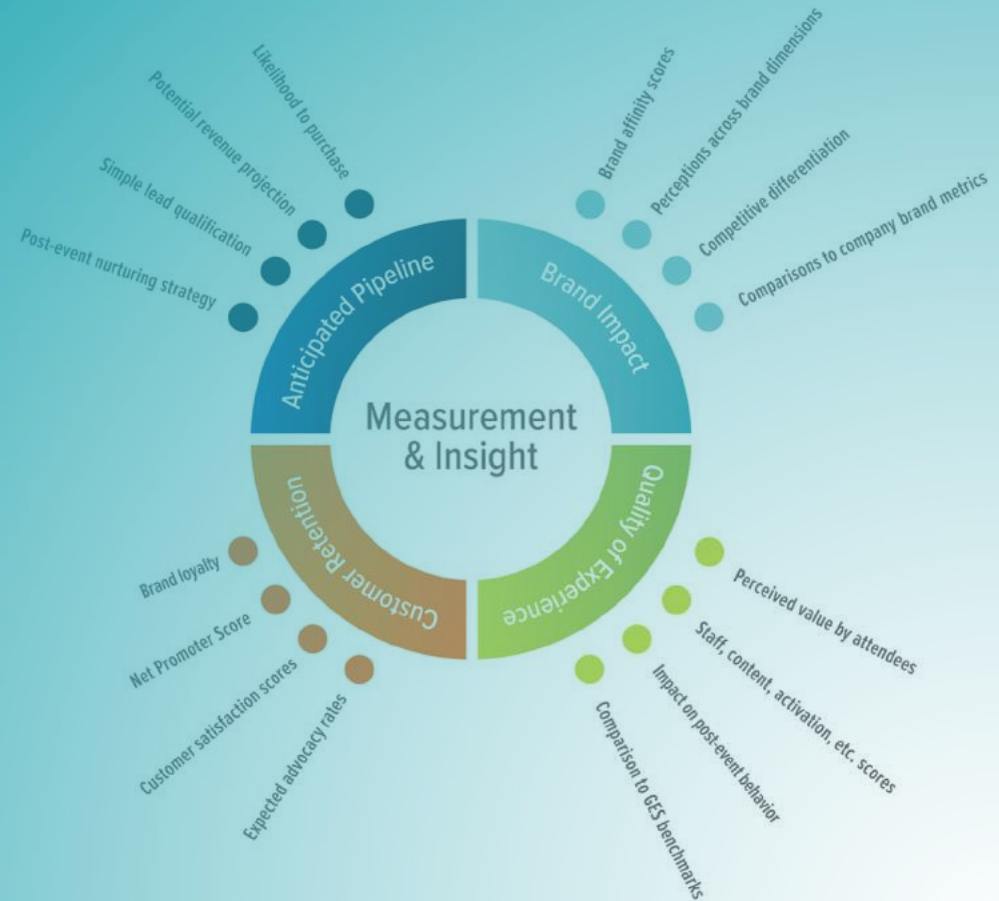 Likelihood to purchase
Potential revenue projection
Simple lead qualification
Post-event nurturing strategy
Brand affinity scores
Perceptions across brand dimensions
Competitive differentiation
Comparisons to company brand metrics
Anticipated Pipeline
Brand Impact
Measurement
& Insight
Customer Retention
Quality of Experience
Brand loyalty
Net Promoter Score
Customer satisfaction scores
Expected advocacy rates
Perceived value by attendees
Staff, content, activation, etc. scores
Impact on post-event behavior
Comparison to GES benchmarks